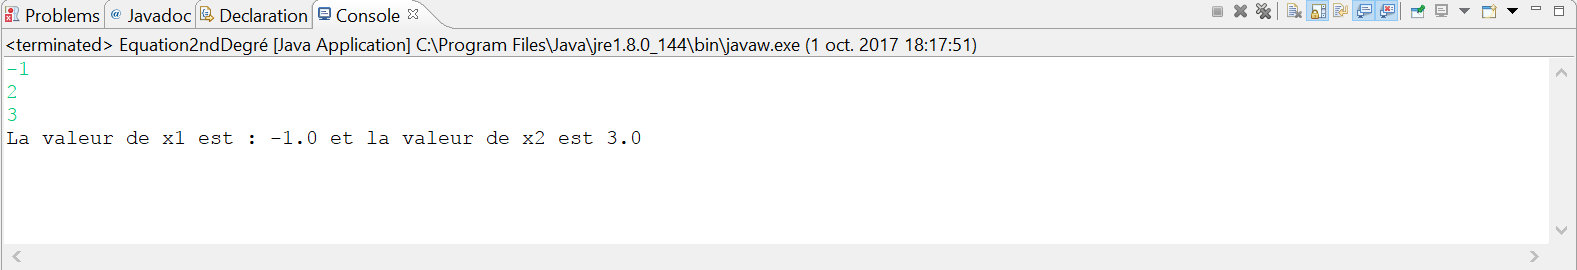 Problems @ Javadoc Declaration Console
<terminated> Equation2ndDegré [Java Application] C:\Program Files\Java\jre1.8.0_144\bin\javaw.exe (1 oct. 2017 18:17:51)
-1
2
3
La valeur de x1 est : -1.0 et la valeur de x2 est 3.0